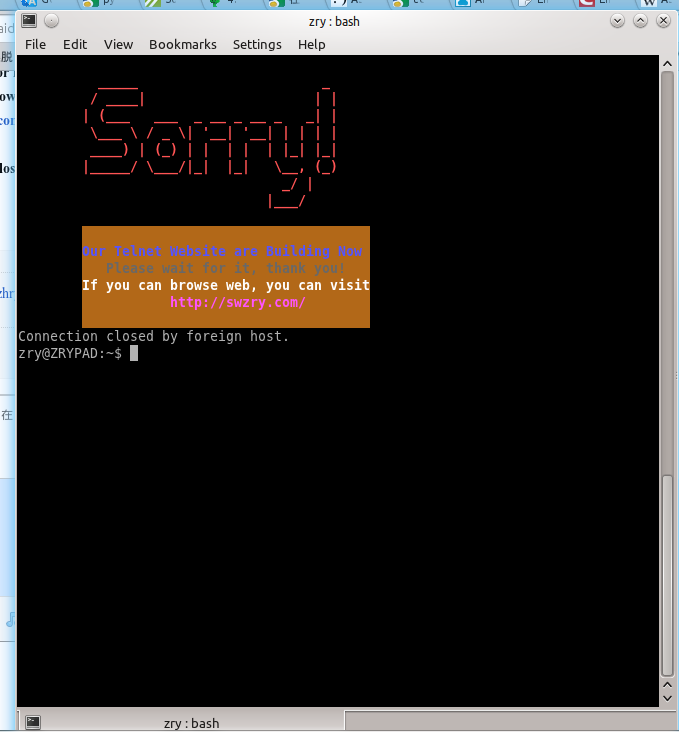 zry : bash
File Edit View Bookmarks Settings Help
Sorry!
Our Telnet Website are Building Now
Please wait for it, thank you!
If you can browse web, you can visit
http://swzry.com/
Connection closed by foreign host.
zry@ZRYPAD:~$
zry : bash